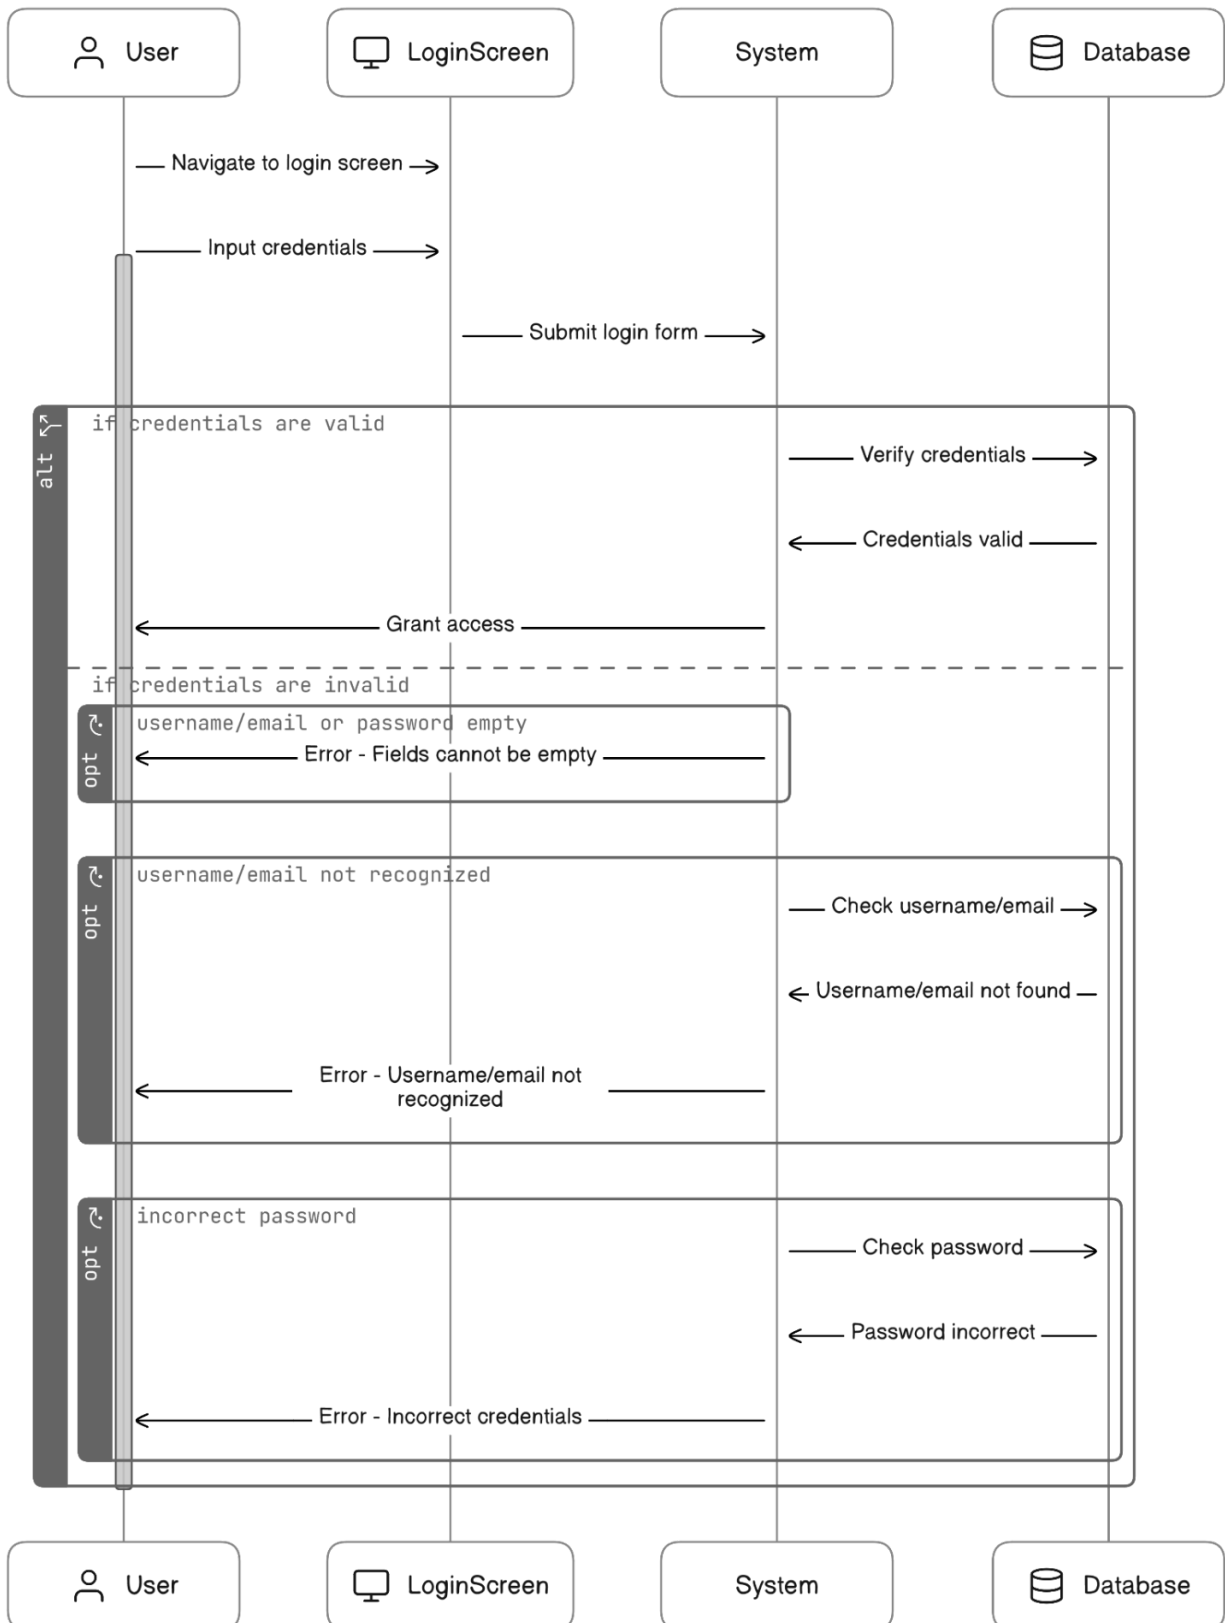 User
LoginScreen
System
Database
Navigate to login screen
Input credentials
Submit login form
alt
if credentials are valid
Verify credentials
Credentials valid
Grant access
if credentials are invalid
opt
username/email or password empty
Error - Fields cannot be empty
opt
username/email not recognized
Check username/email
Username/email not found
Error - Username/email not
recognized
opt
incorrect password
Check password
Password incorrect
Error - Incorrect credentials
User
LoginScreen
System
Database